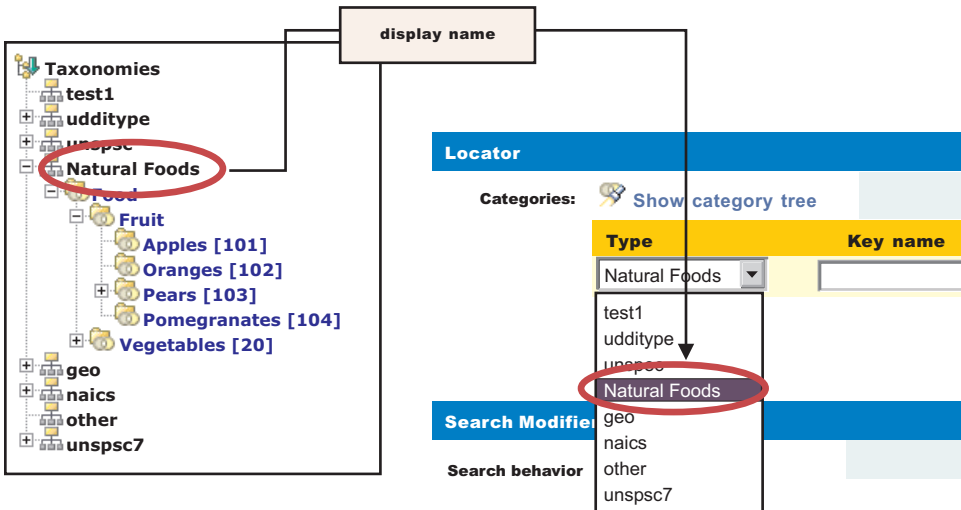 display name
Taxonomies
test1
udditype
unspsc
Natural Foods
Food
Fruit
Apples [101]
Oranges [102]
Pears [103]
Pomegranates [104]
Vegetables [20]
geo
naics
other
unspsc7
Locator
Categories: Show category tree
Type Key name
Natural Foods
test1
udditype
unspsc
Natural Foods
geo
naics
other
unspsc7
Search Modifie
Search behavior